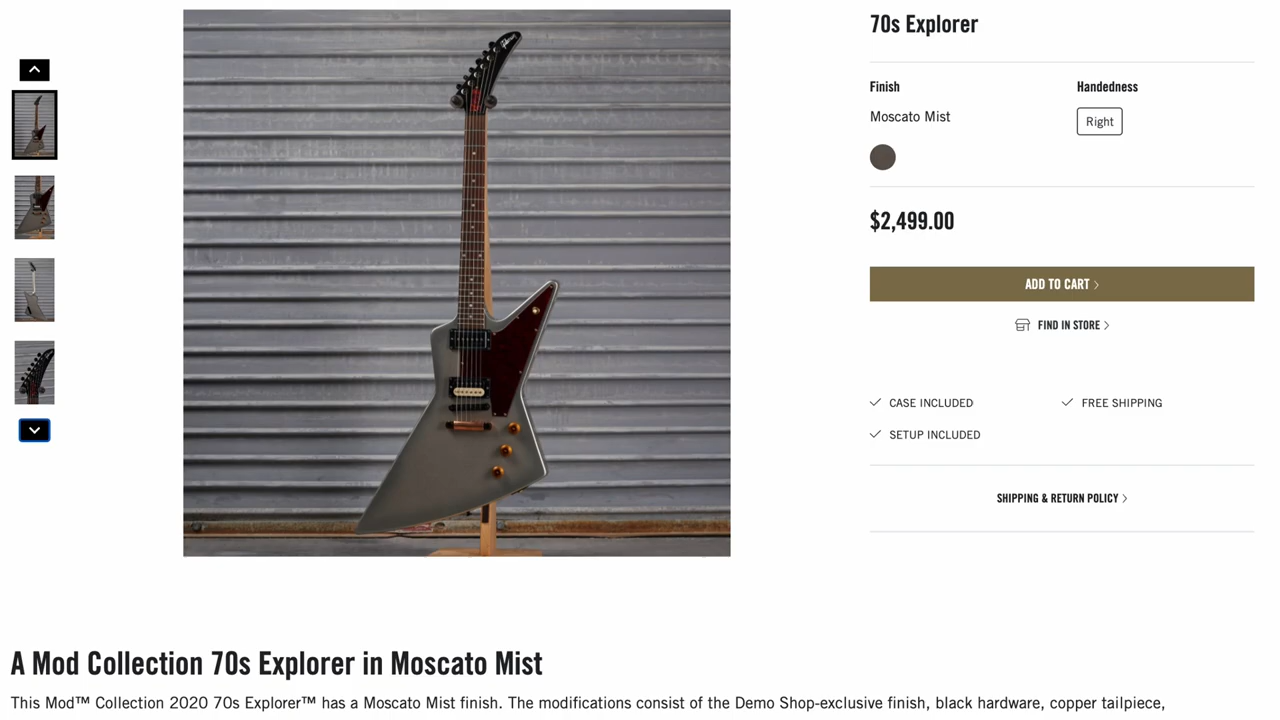 70s Explorer
Finish
Handedness
Moscato Mist
Right
$2,499.00
ADD TO CART
FIND IN STORE
CASE INCLUDED
FREE SHIPPING
SETUP INCLUDED
SHIPPING & RETURN POLICY
A Mod Collection 70s Explorer in Moscato Mist
This Mod™ Collection 2020 70s Explorer™ has a Moscato Mist finish. The modifications consist of the Demo Shop-exclusive finish, black hardware, copper tailpiece,